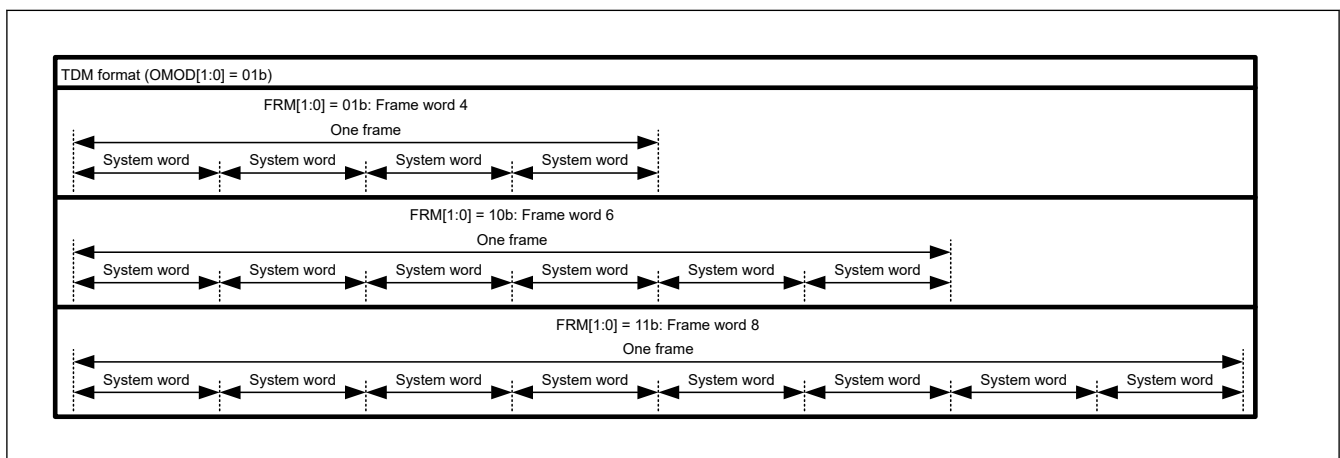 TDM format (OMOD[1:0] = 01b)
FRM[1:0] = 01b: Frame word 4
One frame
System word System word System word System word
FRM[1:0] = 10b: Frame word 6
One frame
System word System word System word System word System word System word
FRM[1:0] = 11b: Frame word 8
One frame
System word System word System word System word System word System word System word System word